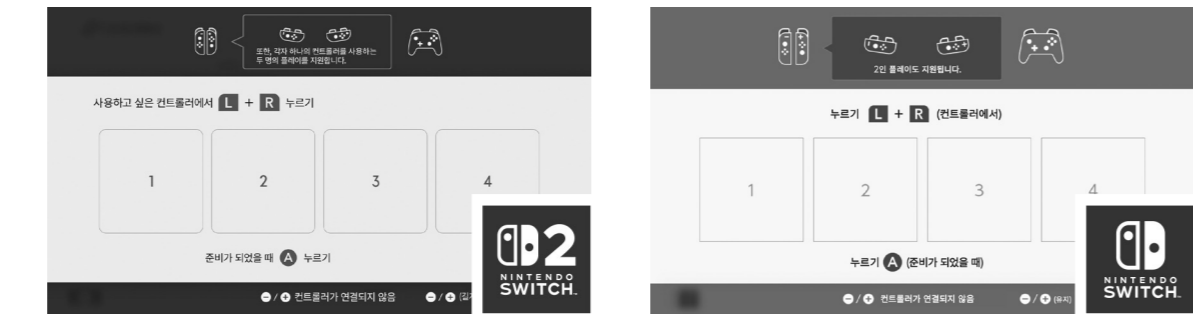 또한, 각자 하나의 컨트롤러를 사용하는
두 명의 플레이를 지원합니다.
사용하고 싶은 컨트롤러에서 L + R 누르기
1 2 3 4
준비가 되었을 때 A 누르기
컨트롤러가 연결되지 않음
2
NINTENDO
SWITCH.
2인 플레이도 지원됩니다.
누르기 L + R (컨트롤러에서)
1 2 3 4
누르기 A (준비가 되었을 때)
컨트롤러가 연결되지 않음
(유지)
NINTENDO
SWITCH.